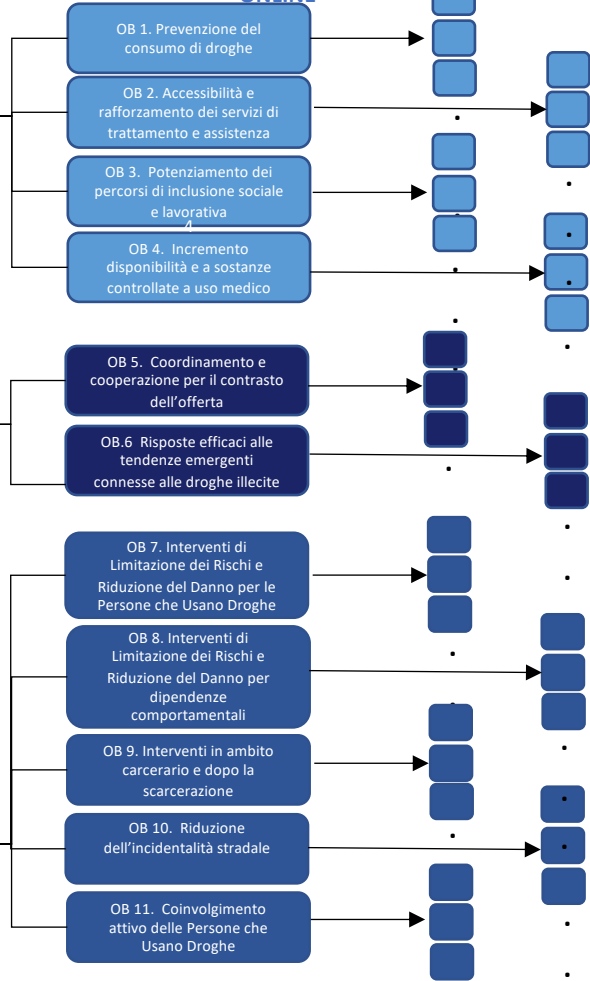 ONLINE
OB 1. Prevenzione del
consumo di droghe
OB 2. Accessibilità e
rafforzamento dei servizi di
trattamento e assistenza
OB 3. Potenziamento dei
percorsi di inclusione sociale
e lavorativa
4
OB 4. Incremento
disponibilità e a sostanze
controllate a uso medico
OB 5. Coordinamento e
cooperazione per il contrasto
dell'offerta
OB.6 Risposte efficaci alle
tendenze emergenti
connesse alle droghe illecite
OB 7. Interventi di
Limitazione dei Rischi e
Riduzione del Danno per le
Persone che Usano Droghe
OB 8. Interventi di
Limitazione dei Rischi e
Riduzione del Danno per
dipendenze
comportamentali
OB 9. Interventi in ambito
carcerario e dopo la
scarcerazione
OB 10. Riduzione
dell'incidentalità stradale
OB 11. Coinvolgimento
attivo delle Persone che
Usano Droghe